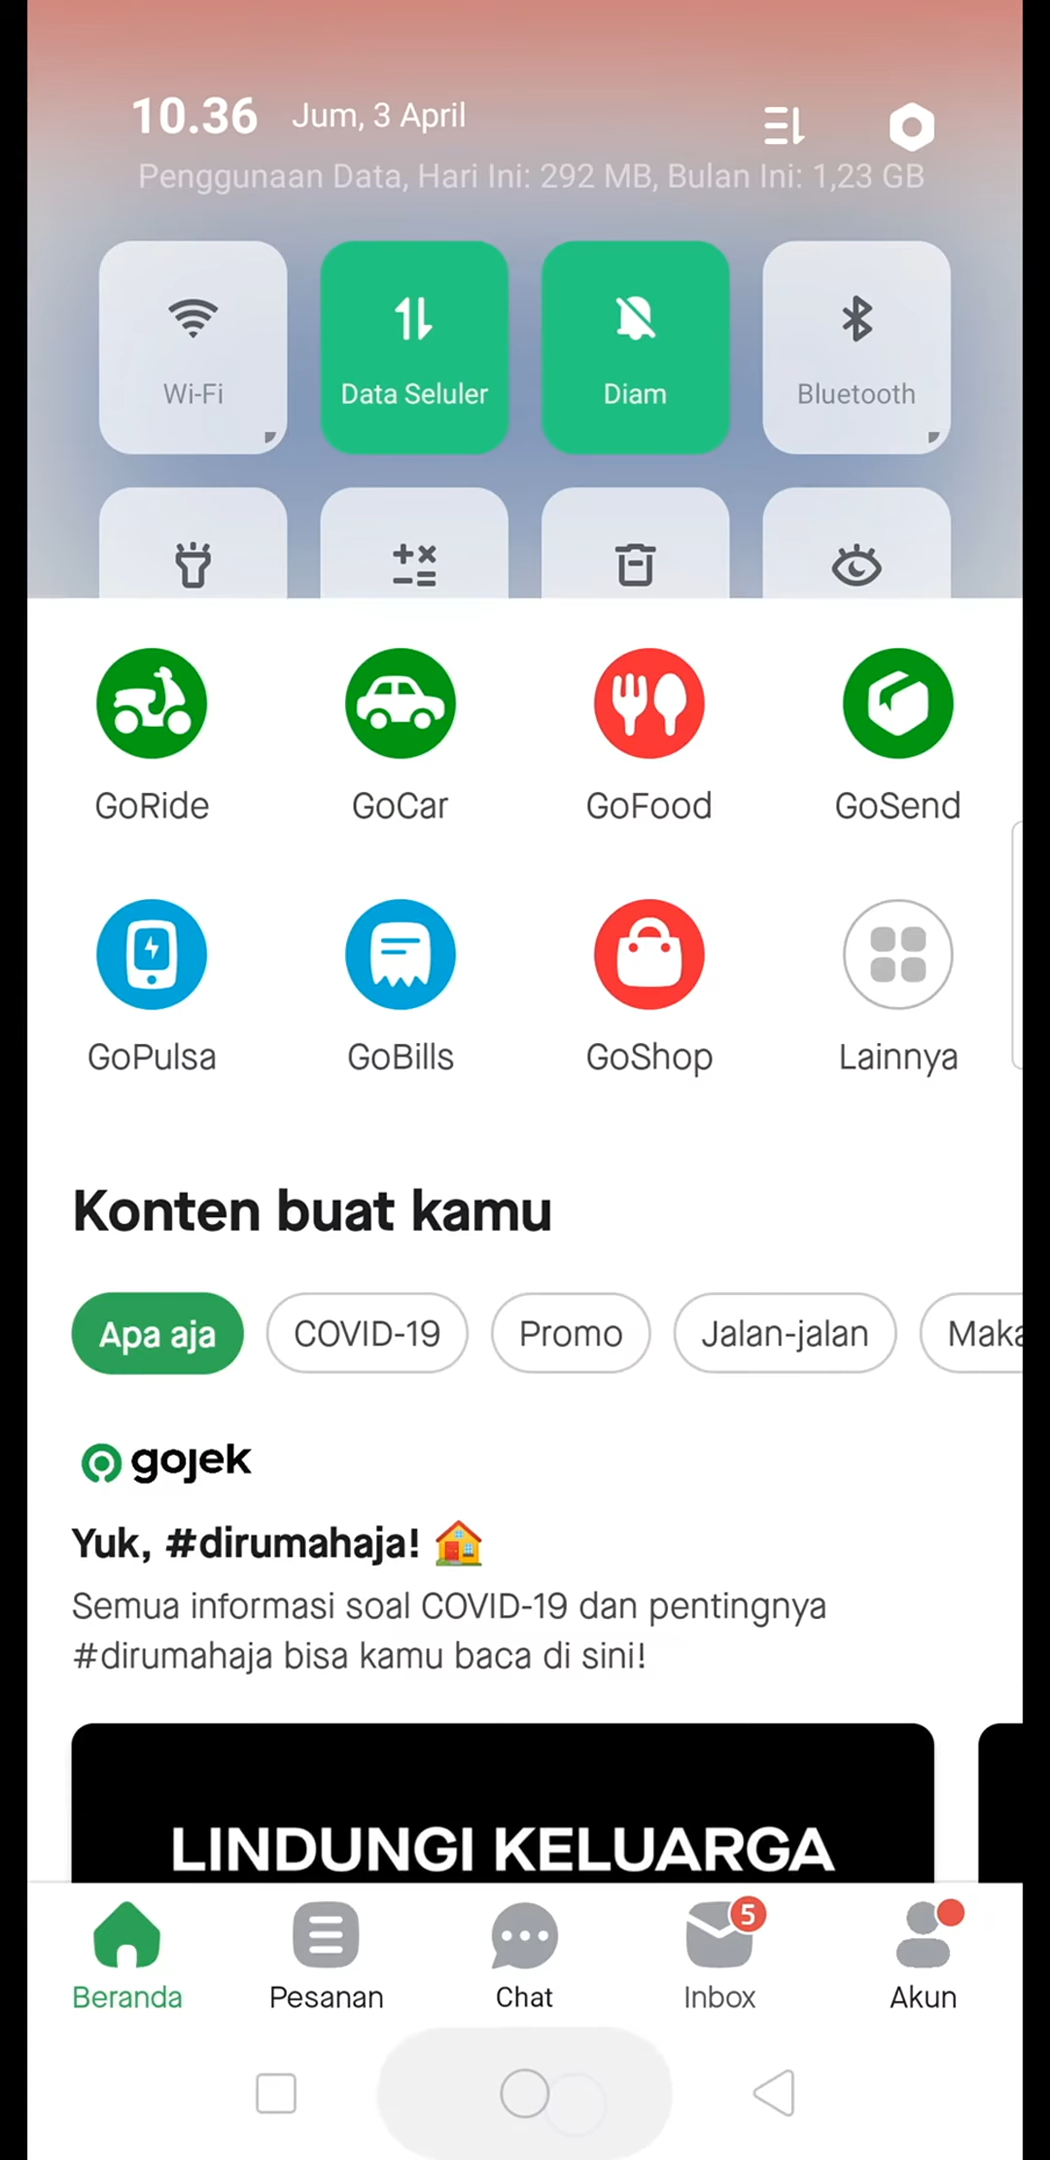 10.36 Jum, 3 April
Penggunaan Data, Hari Ini: 292 MB, Bulan Ini: 1,23 GB
Wi-Fi Data Seluler Diam Bluetooth
GoRide GoCar GoFood GoSend
GoPulsa GoBills GoShop Lainnya
Konten buat kamu
Apa aja COVID-19 Promo Jalan-jalan Maka
gojek
Yuk, #dirumahaja!
Semua informasi soal COVID-19 dan pentingnya
#dirumahaja bisa kamu baca di sini!
LINDUNGI KELUARGA
5
Beranda Pesanan Chat Inbox Akun